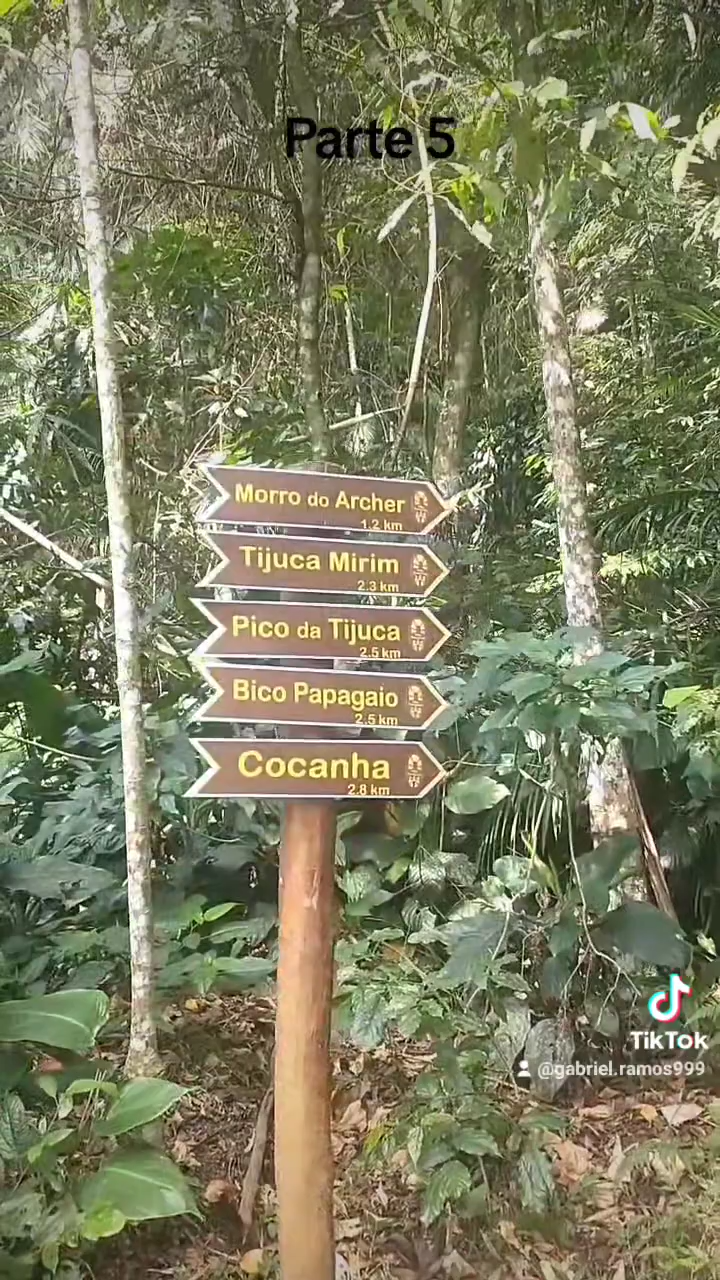 Parte 5
Morro do Archer
1.2 km
Tijuca Mirim
2.3 km
Pico da Tijuca
2.5 km
Bico Papagaio
2.5 km
Cocanha
2.8 km
TikTok
@gabriel.ramos999